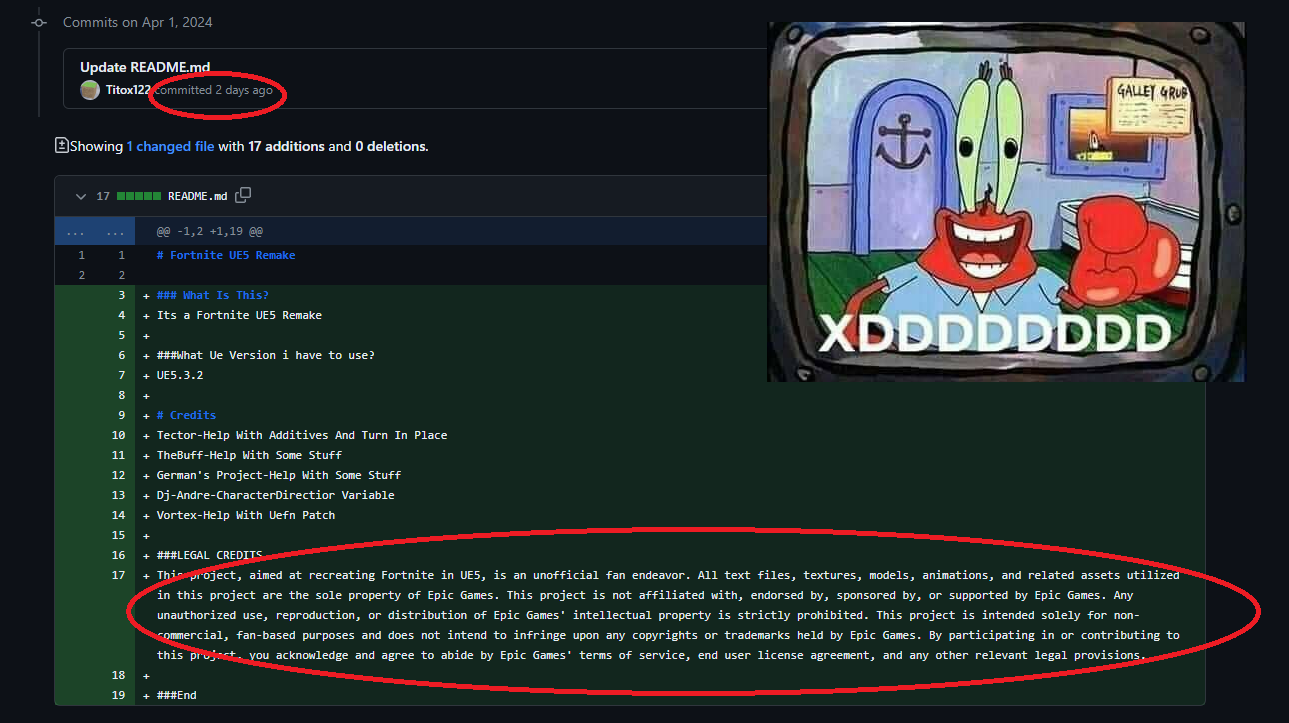 Commits on Apr 1, 2024
Update README.md
Titox122 committed 2 days ago
Showing 1 changed file with 17 additions and 0 deletions.
17 README.md
... ... @@ -1,2 +1,19 @@
1 1 # Fortnite UE5 Remake
2 2
3 + ### What Is This?
4 + Its a Fortnite UE5 Remake
5 +
6 + ###What Ue Version i have to use?
7 + UE5.3.2
8 +
9 + # Credits
10 + Tector-Help With Additives And Turn In Place
11 + TheBuff-Help With Some Stuff
12 + German's Project-Help With Some Stuff
13 + Dj-Andre-CharacterDirectior Variable
14 + Vortex-Help With Uefn Patch
15 +
16 + ###LEGAL CREDITS
17 + This project, aimed at recreating Fortnite in UE5, is an unofficial fan endeavor. All text files, textures, models, animations, and related assets utilized
in this project are the sole property of Epic Games. This project is not affiliated with, endorsed by, sponsored by, or supported by Epic Games. Any
unauthorized use, reproduction, or distribution of Epic Games' intellectual property is strictly prohibited. This project is intended solely for non-
commercial, fan-based purposes and does not intend to infringe upon any copyrights or trademarks held by Epic Games. By participating in or contributing to
this project, you acknowledge and agree to abide by Epic Games' terms of service, end user license agreement, and any other relevant legal provisions.
18 +
19 + ###End
GALLEY GRUB
XDDDDDDDD